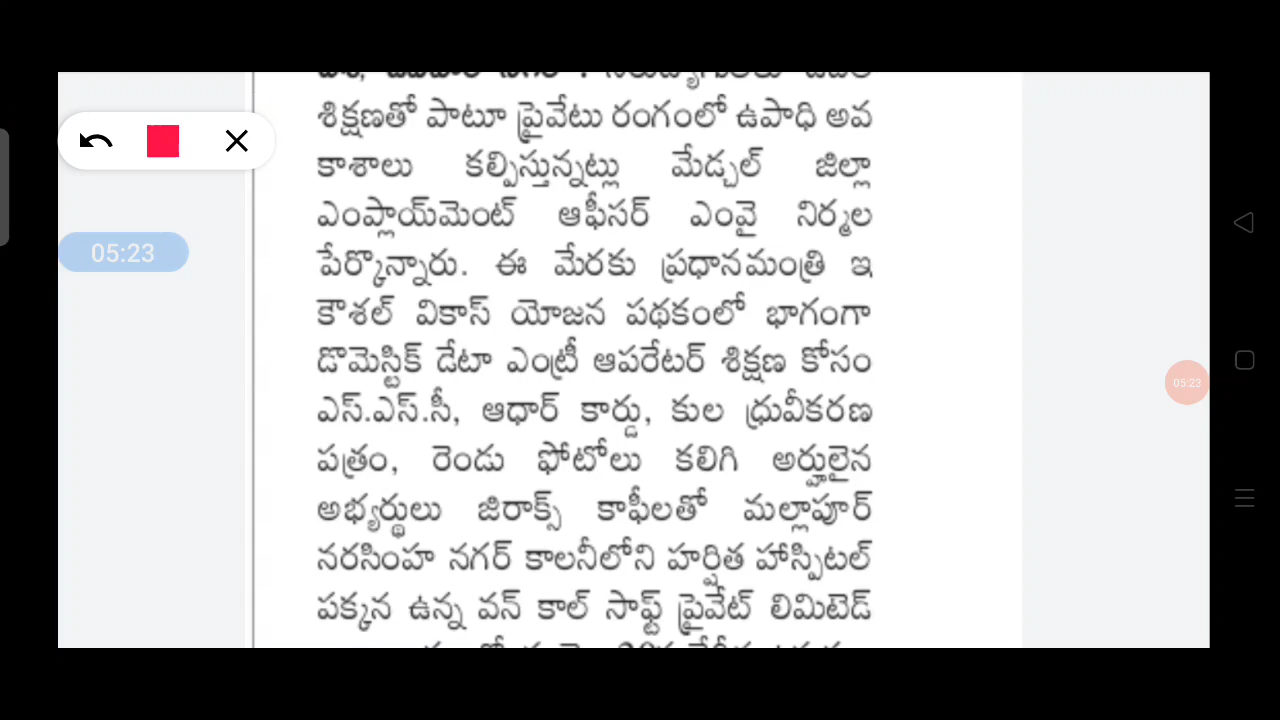 శిక్షణతో పాటూ ప్రైవేటు రంగంలో ఉపాధి అవ
కాశాలు కల్పిస్తున్నట్లు మేడ్చల్ జిల్లా
ఎంప్లాయ్‌మెంట్ ఆఫీసర్ ఎంవై నిర్మల
05:23
పేర్కొన్నారు. ఈ మేరకు ప్రధానమంత్రి ఇ
కౌశల్ వికాస్ యోజన పథకంలో భాగంగా
డొమెస్టిక్ డేటా ఎంట్రీ ఆపరేటర్ శిక్షణ కోసం
05:23
ఎస్.ఎస్.సీ, ఆధార్ కార్డు, కుల ధ్రువీకరణ
పత్రం, రెండు ఫోటోలు కలిగి అర్హులైన
అభ్యర్థులు జిరాక్స్ కాఫీలతో మల్లాపూర్
నరసింహ నగర్ కాలనీలోని హర్షిత హాస్పిటల్
పక్కన ఉన్న వన్ కాల్ సాఫ్ట్ ప్రైవేట్ లిమిటెడ్